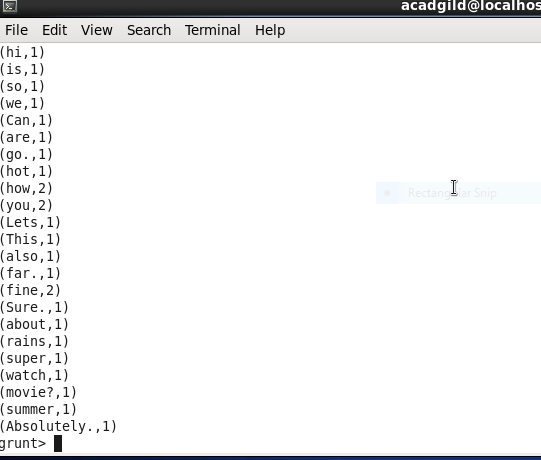 acadgild@localhos
File Edit View Search Terminal Help
(hi,1)
(is,1)
(so,1)
(we,1)
(Can,1)
(are,1)
(go.,1)
(hot,1)
(how,2)
Rectangular Snip
(you,2)
(Lets,1)
(This,1)
(also,1)
(far.,1)
(fine,2)
(Sure.,1)
(about,1)
(rains,1)
(super,1)
(watch,1)
(movie?,1)
(summer,1)
(Absolutely.,1)
grunt>